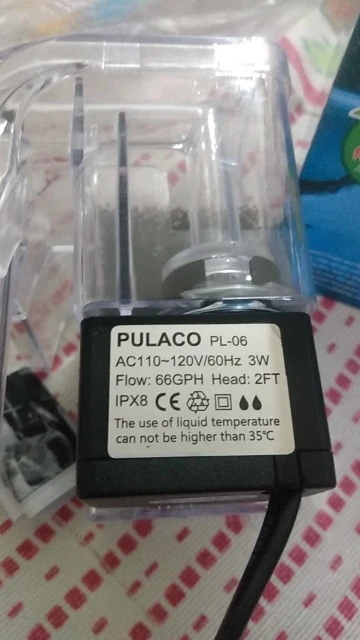 PULACO PL-06
AC110~120V/60Hz 3W
Flow: 66GPH Head: 2FT
IPX8 CE
The use of liquid temperature
can not be higher than 35℃